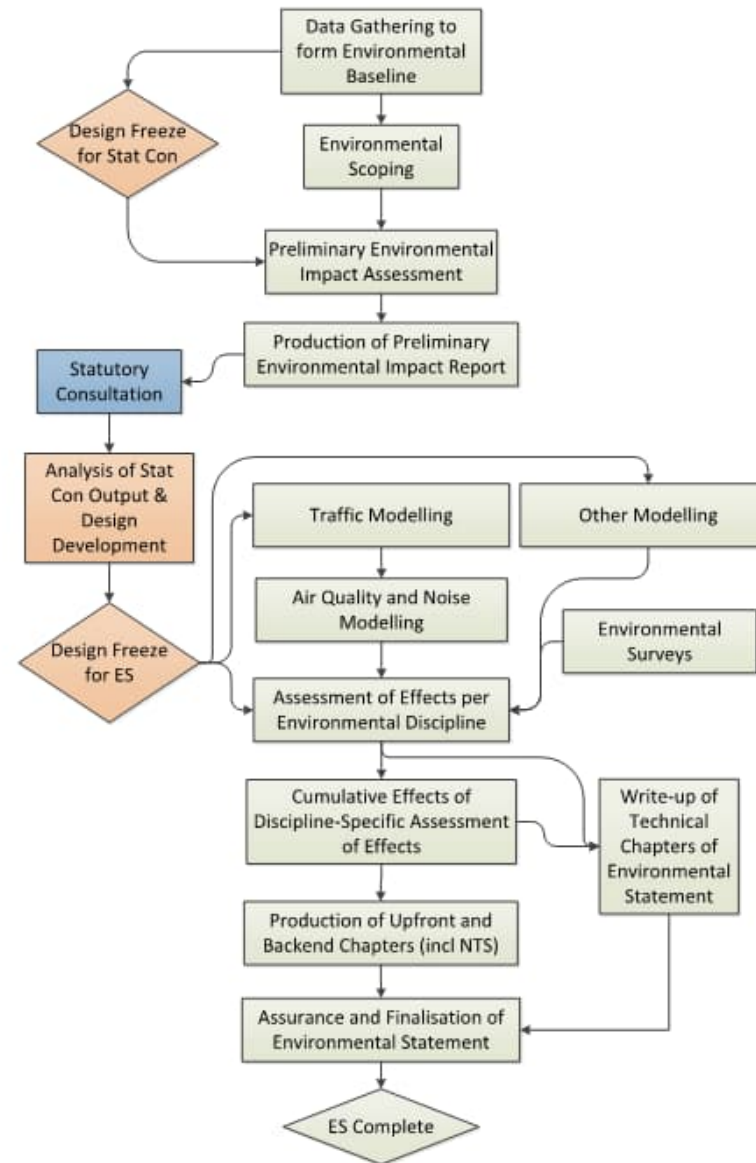 Data Gathering to
form Environmental
Baseline
Design Freeze
for Stat Con
Environmental
Scoping
Preliminary Environmental
Impact Assessment
Production of Preliminary
Environmental Impact Report
Statutory
Consultation
Analysis of Stat
Con Output &
Design
Development
Traffic Modelling
Other Modelling
Air Quality and Noise
Modelling
Environmental
Surveys
Design Freeze
for ES
Assessment of Effects per
Environmental Discipline
Cumulative Effects of
Discipline-Specific Assessment
of Effects
Write-up of
Technical
Chapters of
Environmental
Statement
Production of Upfront and
Backend Chapters (incl NTS)
Assurance and Finalisation of
Environmental Statement
ES Complete